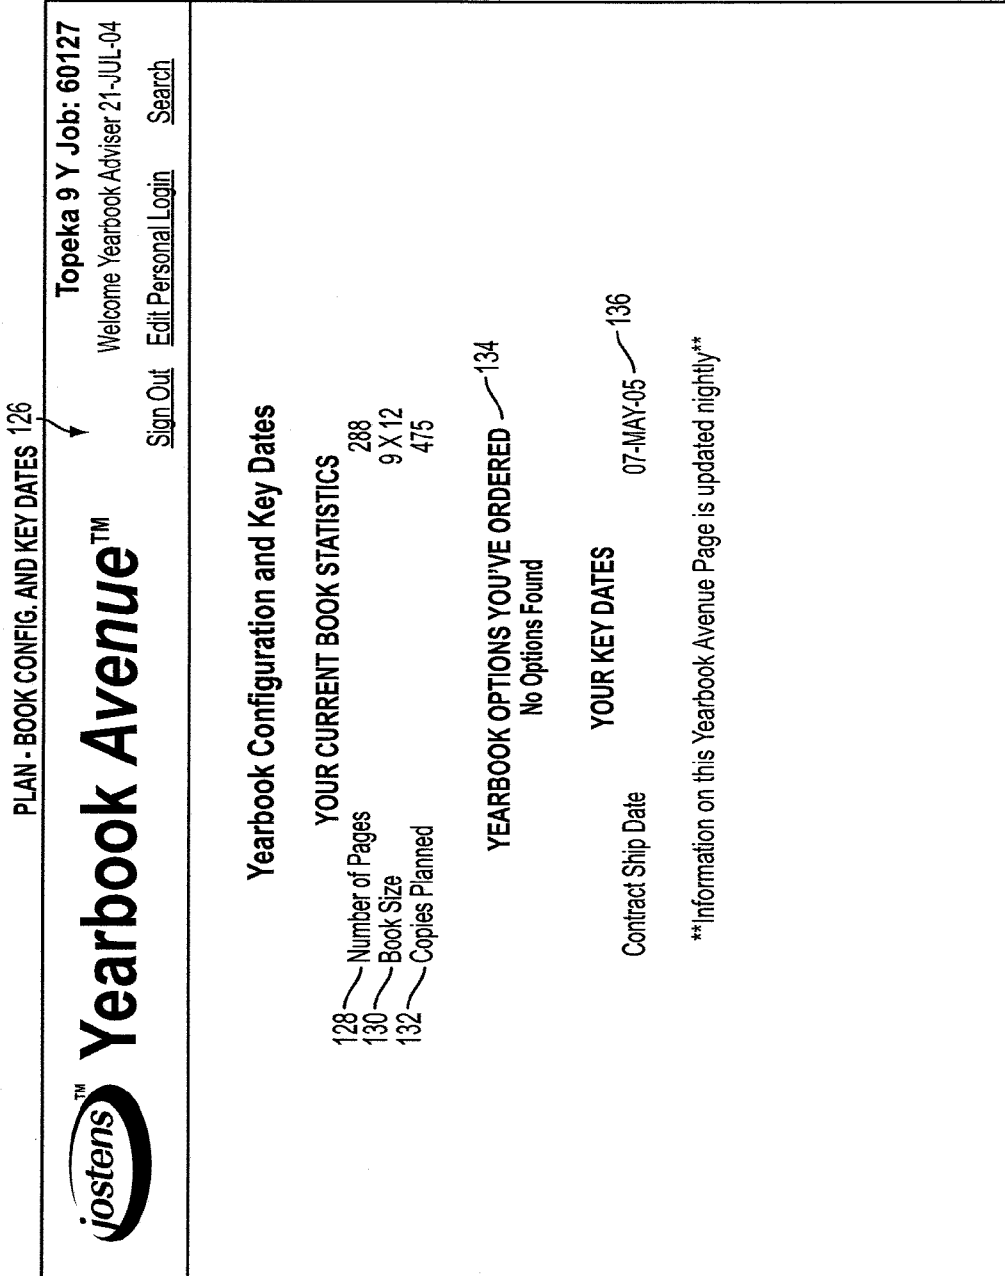 PLAN - BOOK CONFIG. AND KEY DATES 126
jostens™ Yearbook Avenue™
Topeka 9 Y Job: 60127
Welcome Yearbook Adviser 21-JUL-04
Sign Out Edit Personal Login Search
Yearbook Configuration and Key Dates
YOUR CURRENT BOOK STATISTICS
128 Number of Pages 288
130 Book Size 9 X 12
132 Copies Planned 475
YEARBOOK OPTIONS YOU'VE ORDERED 134
No Options Found
YOUR KEY DATES
Contract Ship Date 07-MAY-05 136
**Information on this Yearbook Avenue Page is updated nightly**